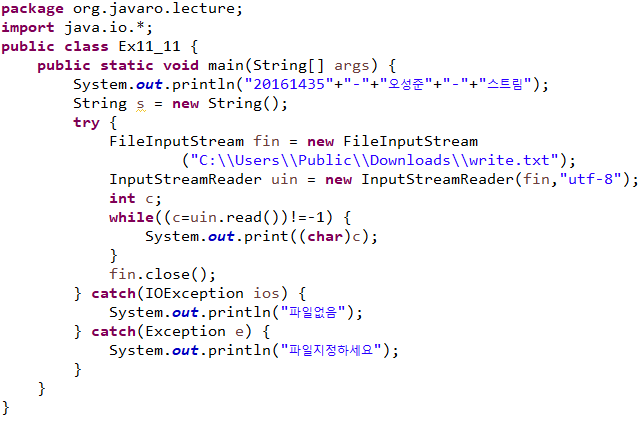 package org.javaro.lecture;
import java.io.*;
public class Ex11_11 {
    public static void main(String[] args) {
        System.out.println("20161435"+"-"+"오성준"+"-"+"스트림");
        String s = new String();
        try {
            FileInputStream fin = new FileInputStream
                    ("C:\\Users\\Public\\Downloads\\write.txt");
            InputStreamReader uin = new InputStreamReader(fin,"utf-8");
            int c;
            while((c=uin.read())!=-1) {
                System.out.print((char)c);
            }
            fin.close();
        } catch(IOException ios) {
            System.out.println("파일없음");
        } catch(Exception e) {
            System.out.println("파일지정하세요");
        }
    }
}